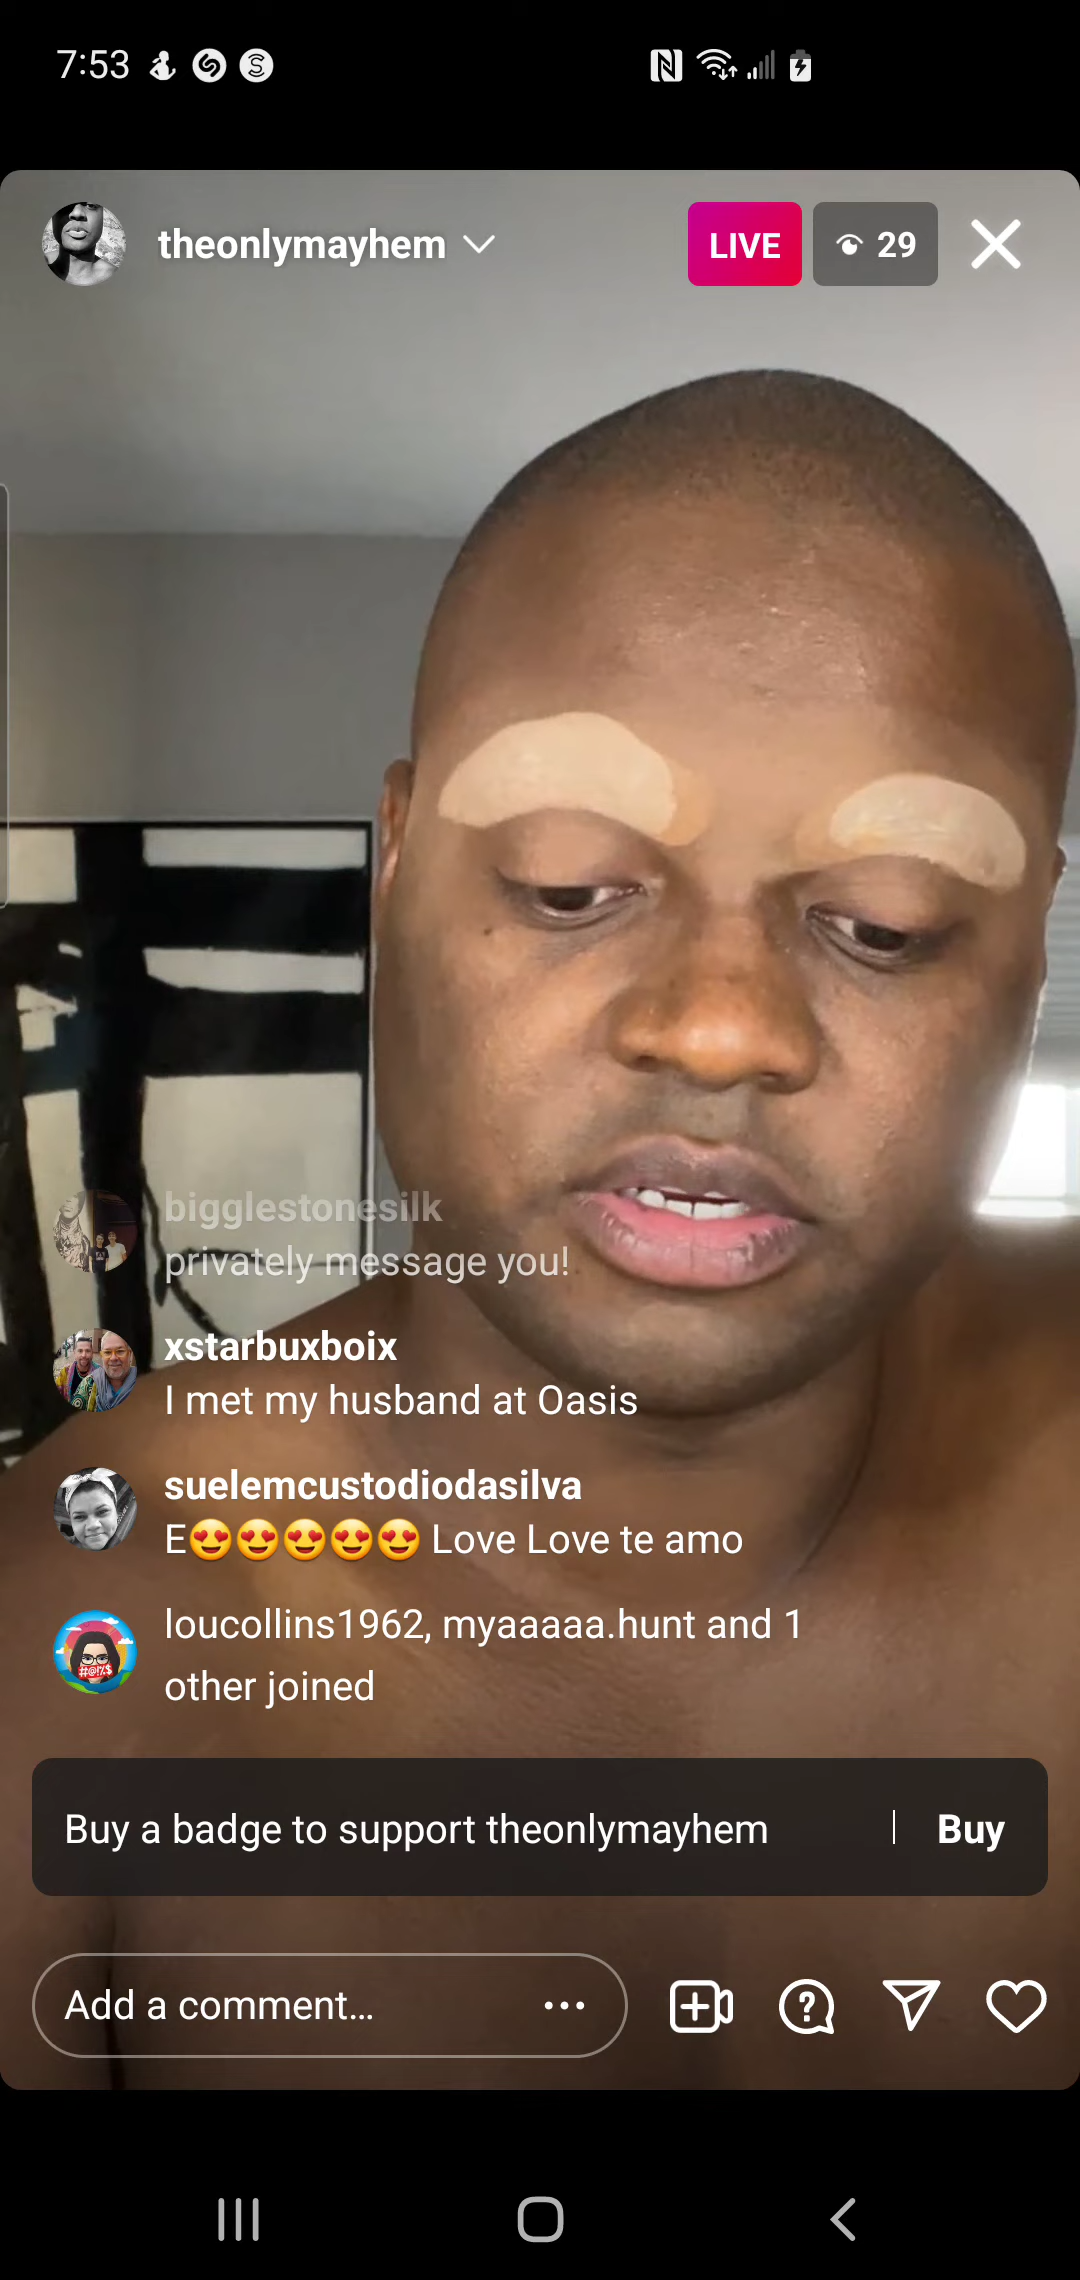 7:53
theonlymayhem
LIVE
29
bigglestonesilk
privately message you!
xstarbuxboix
I met my husband at Oasis
suelemcustodiodasilva
E😍😍😍😍😍 Love Love te amo
loucollins1962, myaaaaa.hunt and 1
other joined
#@!%$
Buy a badge to support theonlymayhem | Buy
Add a comment...